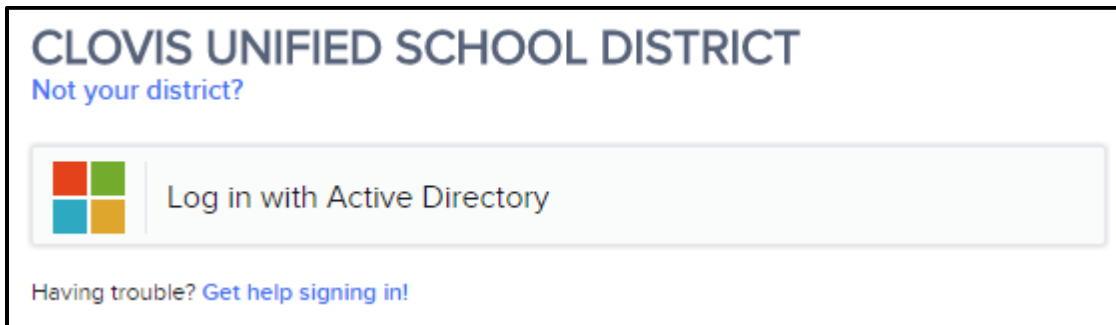 CLOVIS UNIFIED SCHOOL DISTRICT
Not your district?
Log in with Active Directory
Having trouble? Get help signing in!